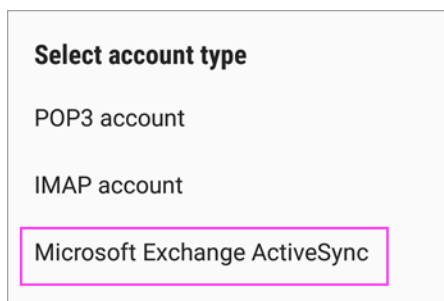 Select account type
POP3 account
IMAP account
Microsoft Exchange ActiveSync